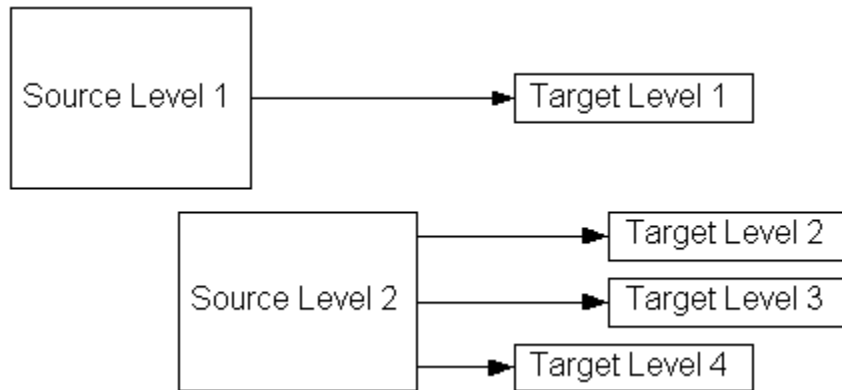 Source Level 1
Target Level 1
Target Level 2
Source Level 2
Target Level 3
Target Level 4